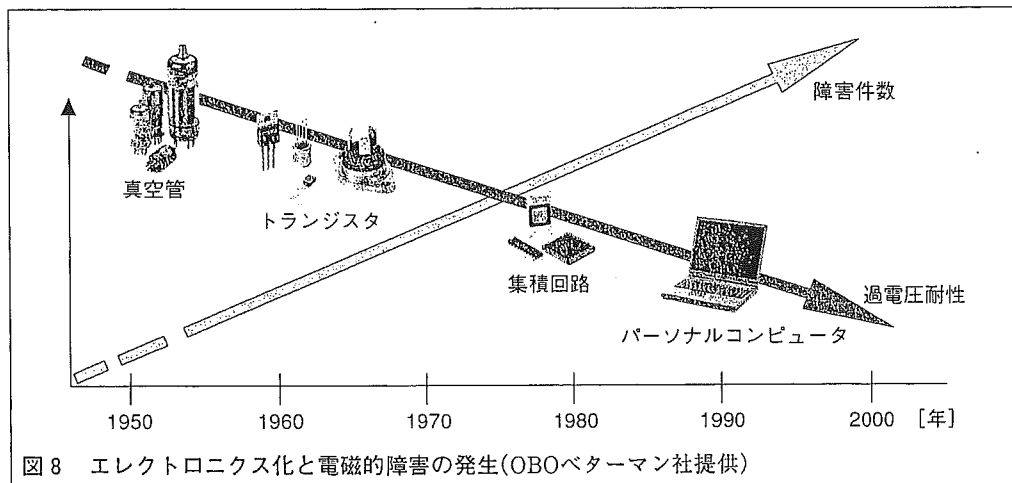 障害件数
真空管
トランジスタ
集積回路
過電圧耐性
パーソナルコンピュータ
1950 1960 1970 1980 1990 2000 [年]
図8 エレクトロニクス化と電磁的障害の発生(OBOベターマン社提供)